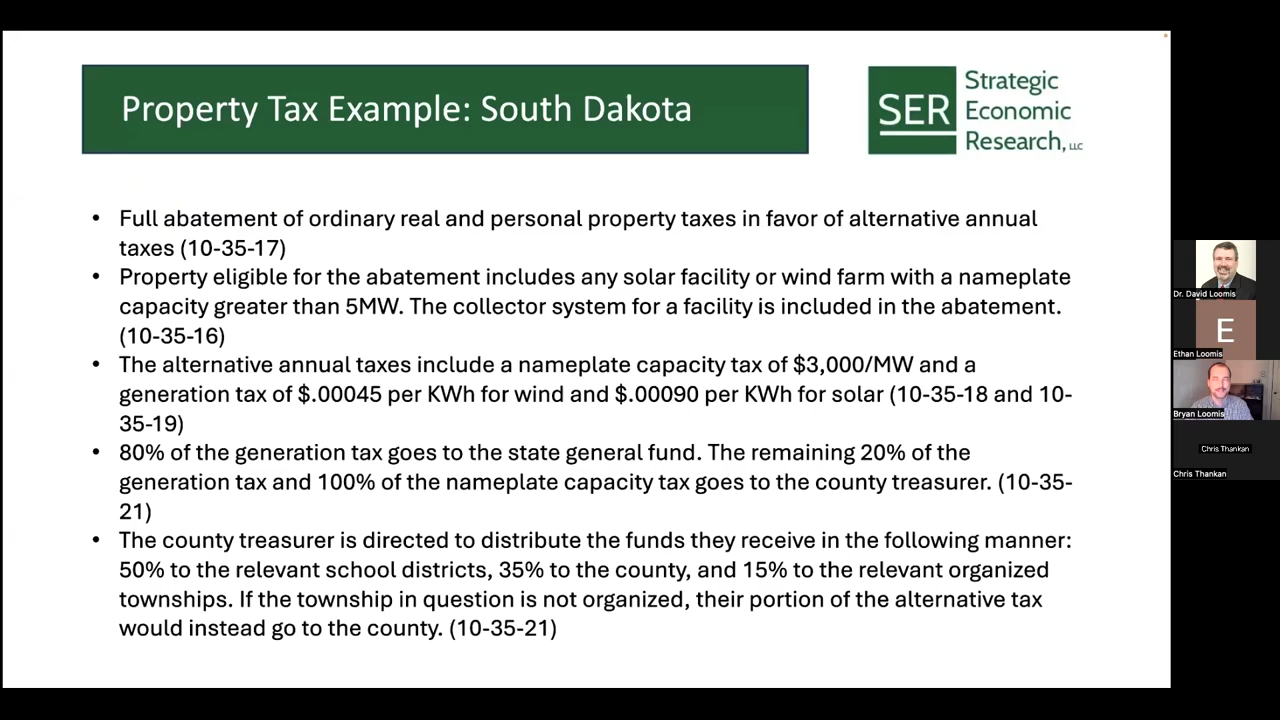 Property Tax Example: South Dakota
SER
Strategic
Economic
Research, LLC
• Full abatement of ordinary real and personal property taxes in favor of alternative annual
taxes (10-35-17)
• Property eligible for the abatement includes any solar facility or wind farm with a nameplate
capacity greater than 5MW. The collector system for a facility is included in the abatement.
(10-35-16)
• The alternative annual taxes include a nameplate capacity tax of $3,000/MW and a
generation tax of $.00045 per KWh for wind and $.00090 per KWh for solar (10-35-18 and 10-
35-19)
• 80% of the generation tax goes to the state general fund. The remaining 20% of the
generation tax and 100% of the nameplate capacity tax goes to the county treasurer. (10-35-
21)
• The county treasurer is directed to distribute the funds they receive in the following manner:
50% to the relevant school districts, 35% to the county, and 15% to the relevant organized
townships. If the township in question is not organized, their portion of the alternative tax
would instead go to the county. (10-35-21)
Dr. David Loomis
E
Ethan Loomis
Bryan Loomis
Chris Thankan
Chris Thankan